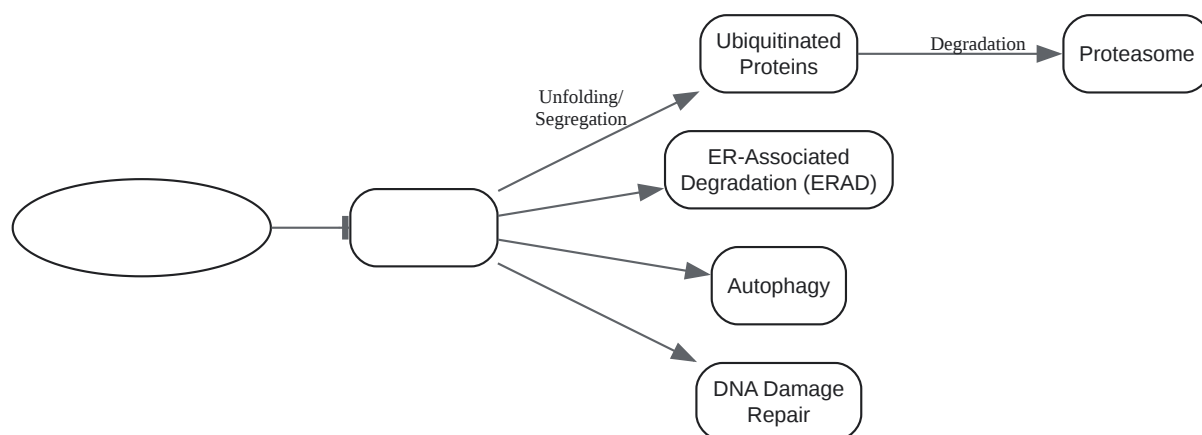 Ubiquitinated
Proteins
Degradation
Proteasome
Unfolding/
Segregation
ER-Associated
Degradation (ERAD)
Autophagy
DNA Damage
Repair